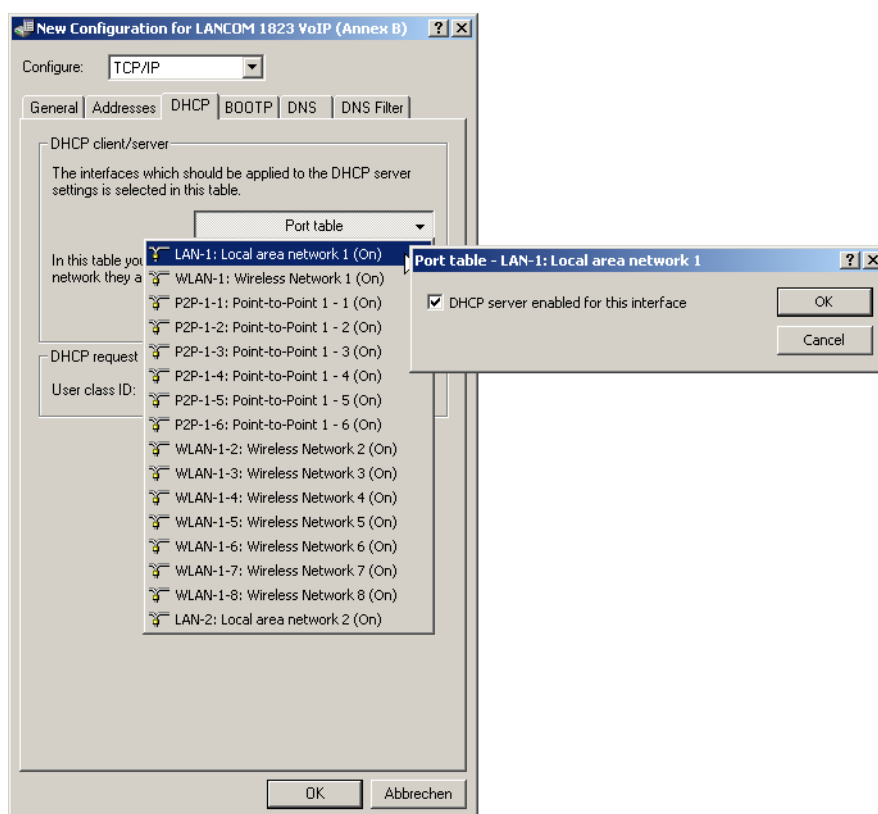 New Configuration for LANCOM 1823 VoIP (Annex B)
Configure: TCP/IP
General Addresses DHCP BOOTP DNS DNS Filter
DHCP client/server
The interfaces which should be applied to the DHCP server
settings is selected in this table.
Port table
In this table you
network they a
LAN-1: Local area network 1 (On)
WLAN-1: Wireless Network 1 (On)
P2P-1-1: Point-to-Point 1 - 1 (On)
P2P-1-2: Point-to-Point 1 - 2 (On)
P2P-1-3: Point-to-Point 1 - 3 (On)
P2P-1-4: Point-to-Point 1 - 4 (On)
P2P-1-5: Point-to-Point 1 - 5 (On)
P2P-1-6: Point-to-Point 1 - 6 (On)
WLAN-1-2: Wireless Network 2 (On)
WLAN-1-3: Wireless Network 3 (On)
WLAN-1-4: Wireless Network 4 (On)
WLAN-1-5: Wireless Network 5 (On)
WLAN-1-6: Wireless Network 6 (On)
WLAN-1-7: Wireless Network 7 (On)
WLAN-1-8: Wireless Network 8 (On)
LAN-2: Local area network 2 (On)
DHCP request
User class ID:
Port table - LAN-1: Local area network 1
DHCP server enabled for this interface
OK
Cancel
OK
Abbrechen